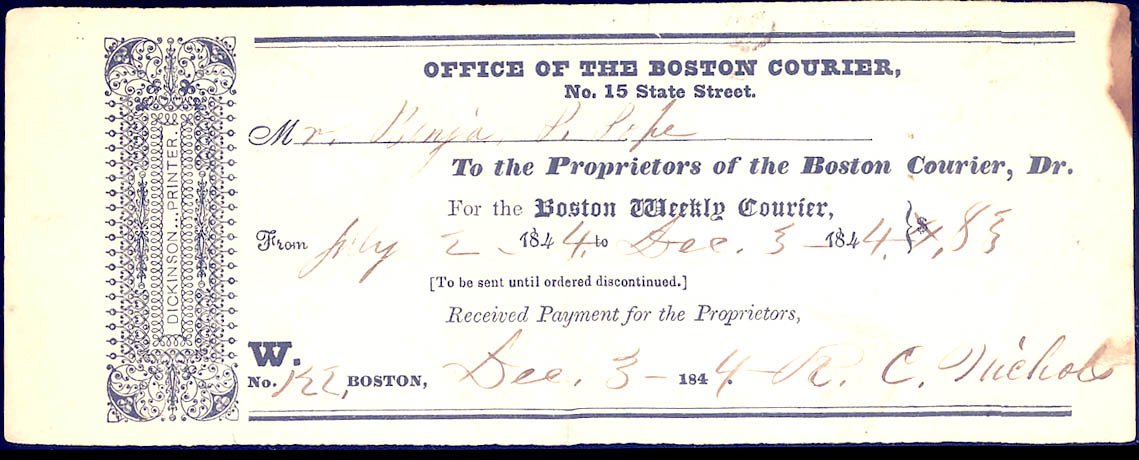 DICKINSON...PRINTER.
OFFICE OF THE BOSTON COURIER,
No. 15 State Street.
Mr. Benja. P. Pope
To the Proprietors of the Boston Courier, Dr.
For the Boston Weekly Courier,
From July 2 1844. to Dec. 3 1844. $ ,83
[To be sent until ordered discontinued.]
Received Payment for the Proprietors,
W.
No. BOSTON, Dec. 3 1844. R. C. Nichols